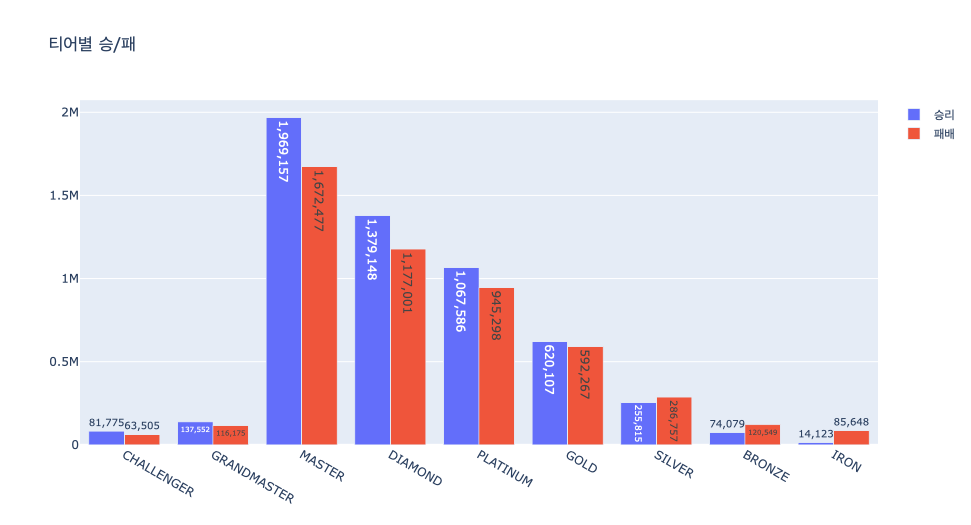 티어별 승/패
승리
패배
2M
1.5M
1M
0.5M
0
81,775
63,505
137,552
116,175
1,969,157
1,672,477
1,379,148
1,177,001
1,067,586
945,298
620,107
592,267
255,815
286,757
74,079
120,549
14,123
85,648
CHALLENGER
GRANDMASTER
MASTER
DIAMOND
PLATINUM
GOLD
SILVER
BRONZE
IRON